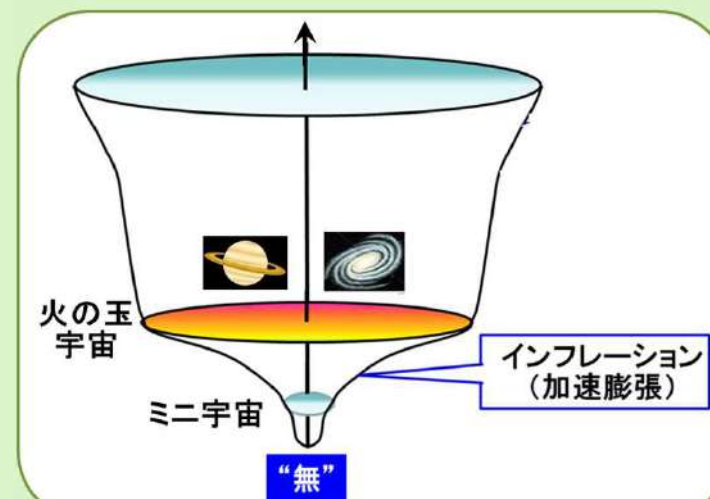 火の玉
宇宙
インフレーション
（加速膨張）
ミニ宇宙
“無”